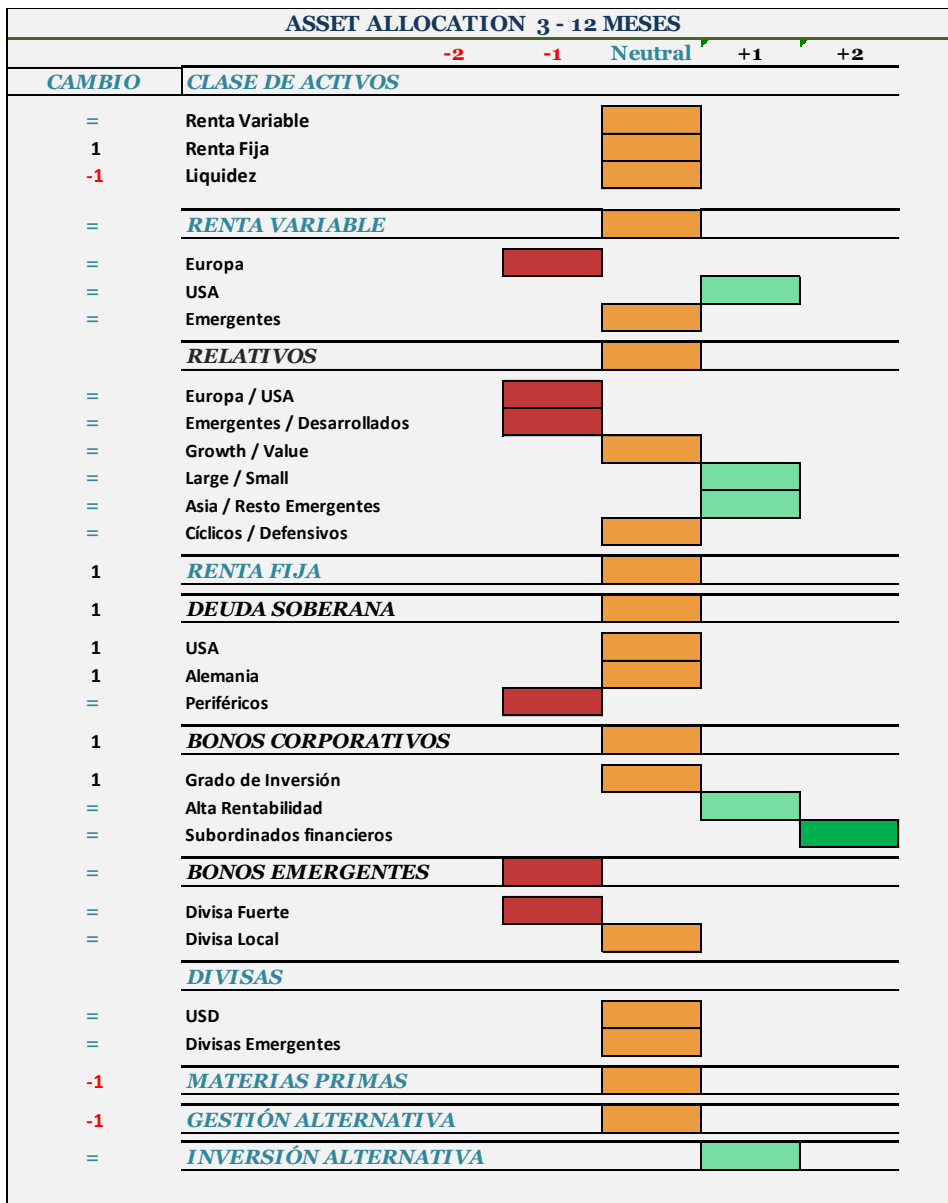 ASSET ALLOCATION 3 - 12 MESES
-2 -1 Neutral +1 +2
CAMBIO CLASE DE ACTIVOS
= Renta Variable
1 Renta Fija
-1 Liquidez
= RENTA VARIABLE
= Europa
= USA
= Emergentes
RELATIVOS
= Europa / USA
= Emergentes / Desarrollados
= Growth / Value
= Large / Small
= Asia / Resto Emergentes
= Cíclicos / Defensivos
1 RENTA FIJA
1 DEUDA SOBERANA
1 USA
1 Alemania
= Periféricos
1 BONOS CORPORATIVOS
1 Grado de Inversión
= Alta Rentabilidad
= Subordinados financieros
= BONOS EMERGENTES
= Divisa Fuerte
= Divisa Local
DIVISAS
= USD
= Divisas Emergentes
-1 MATERIAS PRIMAS
-1 GESTIÓN ALTERNATIVA
= INVERSIÓN ALTERNATIVA